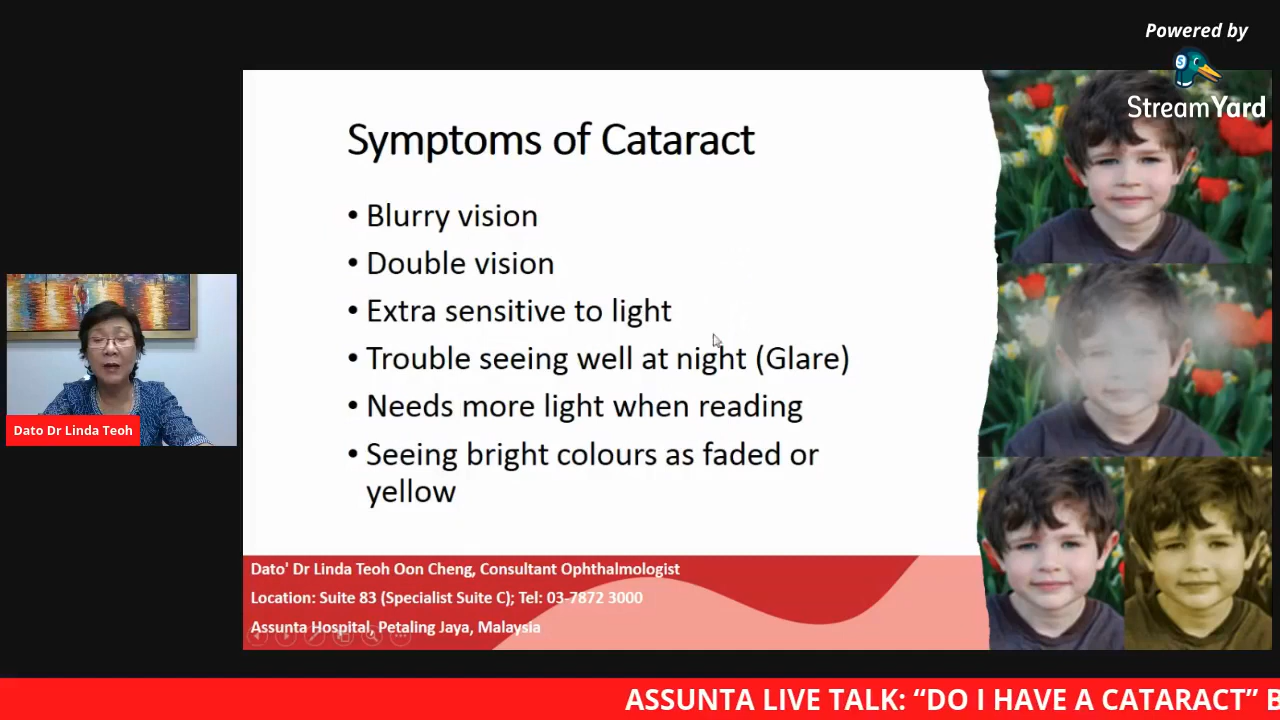 Powered by
StreamYard
Symptoms of Cataract
• Blurry vision
• Double vision
• Extra sensitive to light
• Trouble seeing well at night (Glare)
• Needs more light when reading
• Seeing bright colours as faded or
yellow
Dato Dr Linda Teoh
Dato' Dr Linda Teoh Oon Cheng, Consultant Ophthalmologist
Location: Suite 83 (Specialist Suite C); Tel: 03-7872 3000
Assunta Hospital, Petaling Jaya, Malaysia
ASSUNTA LIVE TALK: “DO I HAVE A CATARACT” B